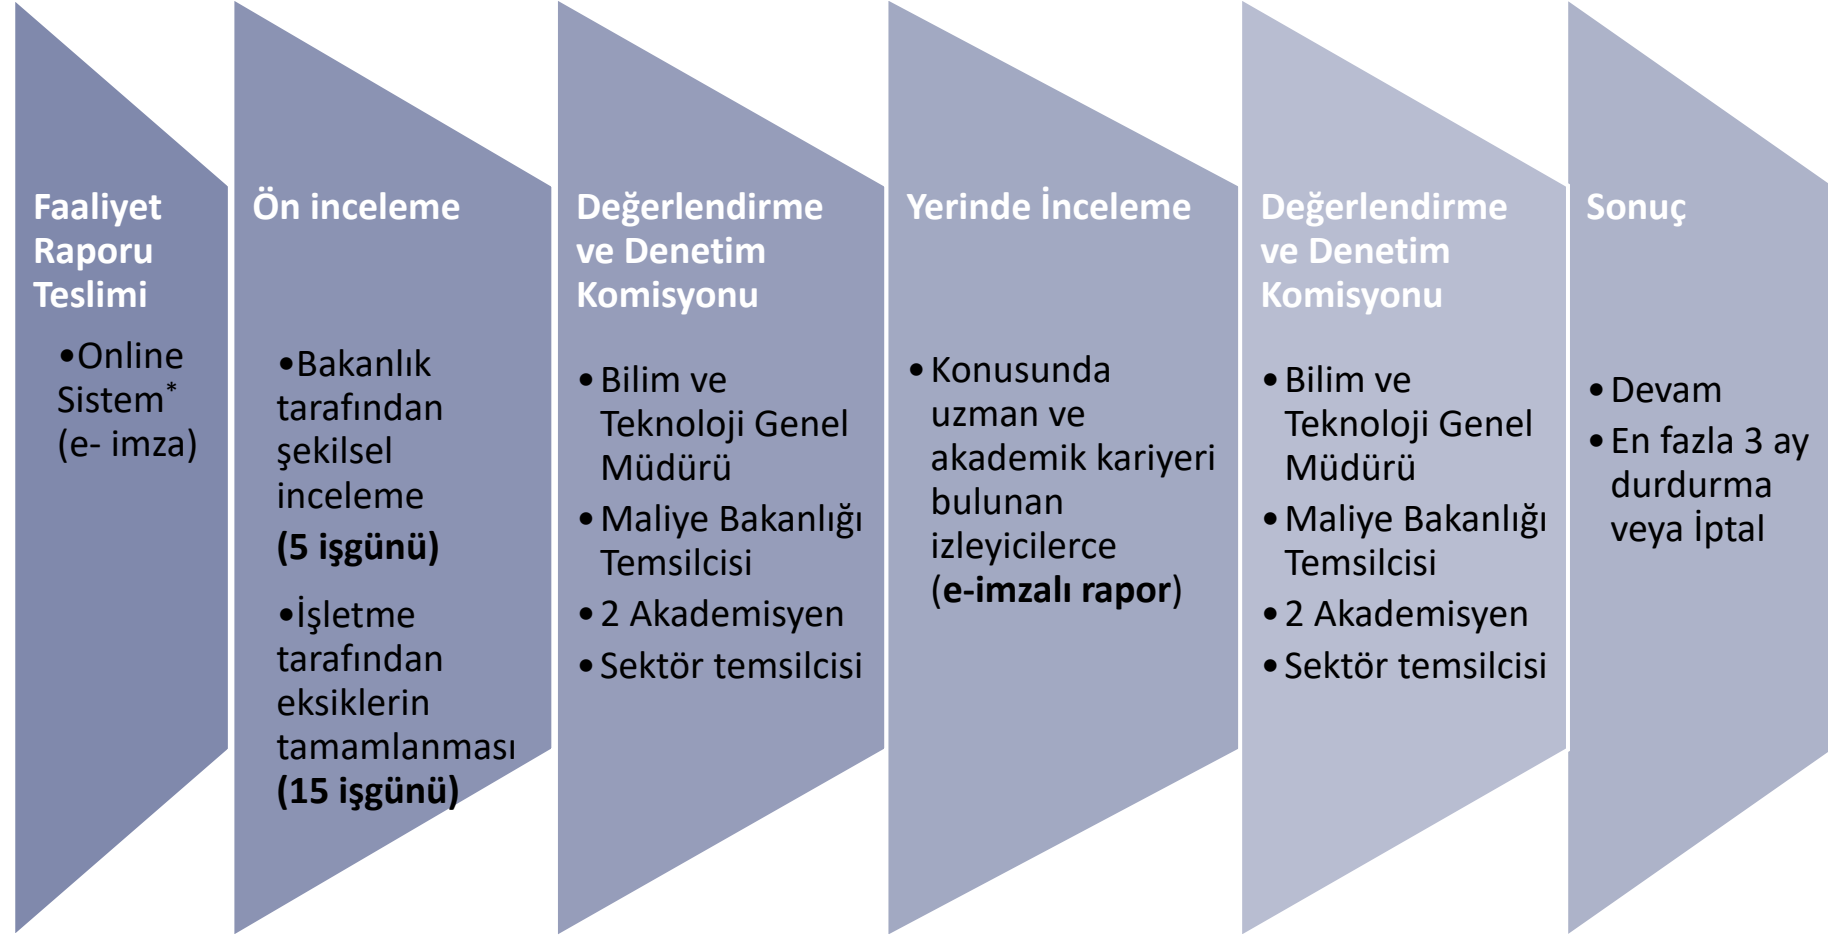 Faaliyet
Raporu
Teslimi
•Online
Sistem*
(e- imza)
Ön inceleme
•Bakanlık
tarafından
şekilsel
inceleme
(5 işgünü)
•İşletme
tarafından
eksiklerin
tamamlanması
(15 işgünü)
Değerlendirme
ve Denetim
Komisyonu
•Bilim ve
Teknoloji Genel
Müdürü
•Maliye Bakanlığı
Temsilcisi
•2 Akademisyen
•Sektör temsilcisi
Yerinde İnceleme
•Konusunda
uzman ve
akademik kariyeri
bulunan
izleyicilerce
(e-imzalı rapor)
Değerlendirme
ve Denetim
Komisyonu
•Bilim ve
Teknoloji Genel
Müdürü
•Maliye Bakanlığı
Temsilcisi
•2 Akademisyen
•Sektör temsilcisi
Sonuç
•Devam
•En fazla 3 ay
durdurma
veya İptal